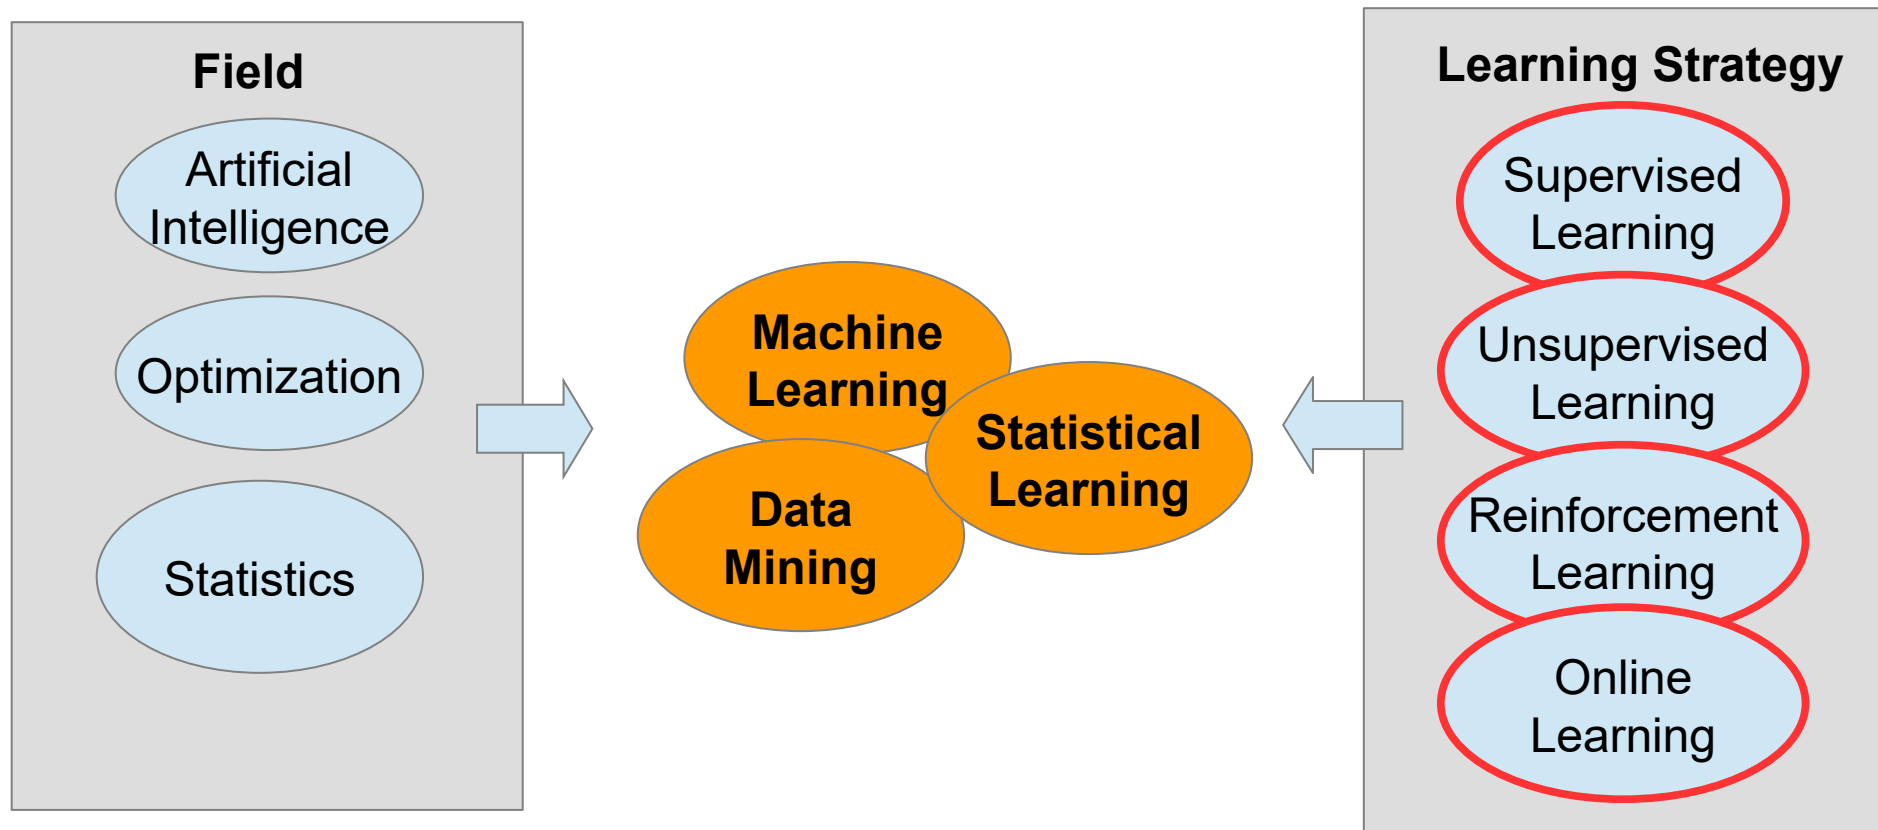 Field
Artificial
Intelligence
Optimization
Statistics
Machine
Learning
Statistical
Learning
Data
Mining
Learning Strategy
Supervised
Learning
Unsupervised
Learning
Reinforcement
Learning
Online
Learning